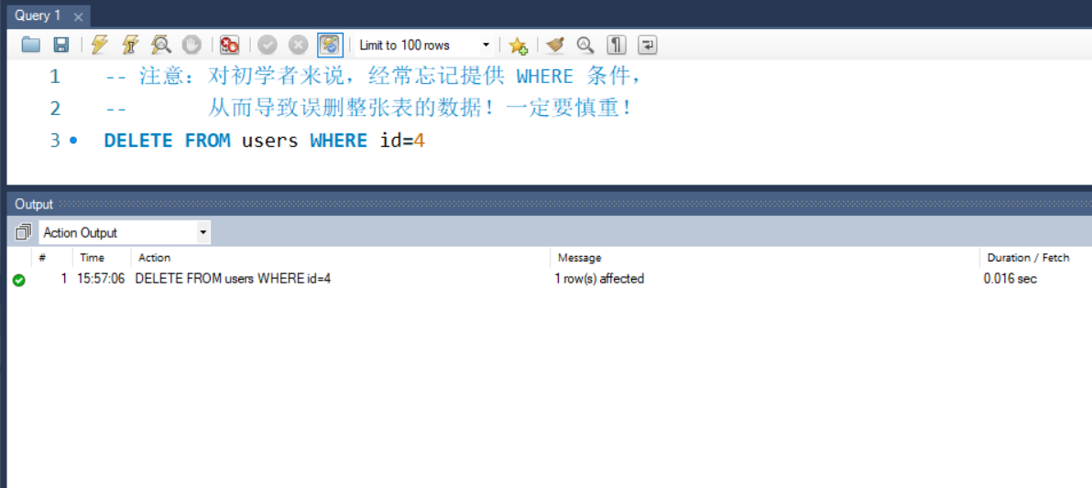 Query 1
Limit to 100 rows
1 -- 注意：对初学者来说，经常忘记提供 WHERE 条件，
2 -- 从而导致误删整张表的数据！一定要慎重！
3 DELETE FROM users WHERE id=4
Output
Action Output
# Time Action Message Duration / Fetch
1 15:57:06 DELETE FROM users WHERE id=4 1 row(s) affected 0.016 sec